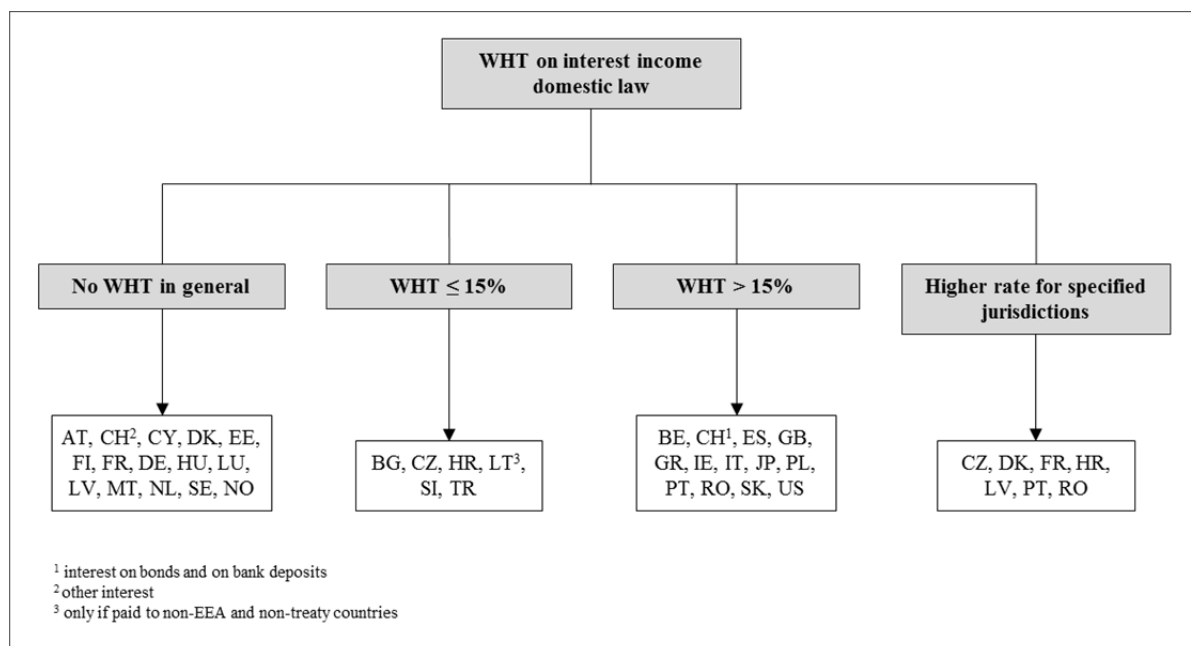 WHT on interest income
domestic law
No WHT in general
WHT ≤ 15%
WHT > 15%
Higher rate for specified
jurisdictions
AT, CH², CY, DK, EE,
FI, FR, DE, HU, LU,
LV, MT, NL, SE, NO
BG, CZ, HR, LT³,
SI, TR
BE, CH¹, ES, GB,
GR, IE, IT, JP, PL,
PT, RO, SK, US
CZ, DK, FR, HR,
LV, PT, RO
¹ interest on bonds and on bank deposits
² other interest
³ only if paid to non-EEA and non-treaty countries